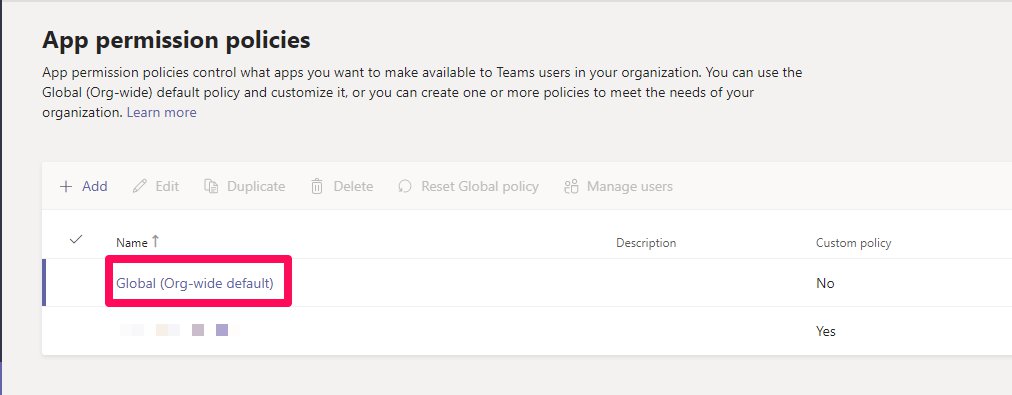 App permission policies
App permission policies control what apps you want to make available to Teams users in your organization. You can use the
Global (Org-wide) default policy and customize it, or you can create one or more policies to meet the needs of your
organization. Learn more
Add Edit Duplicate Delete Reset Global policy Manage users
Name Description Custom policy
Global (Org-wide default) No
Yes